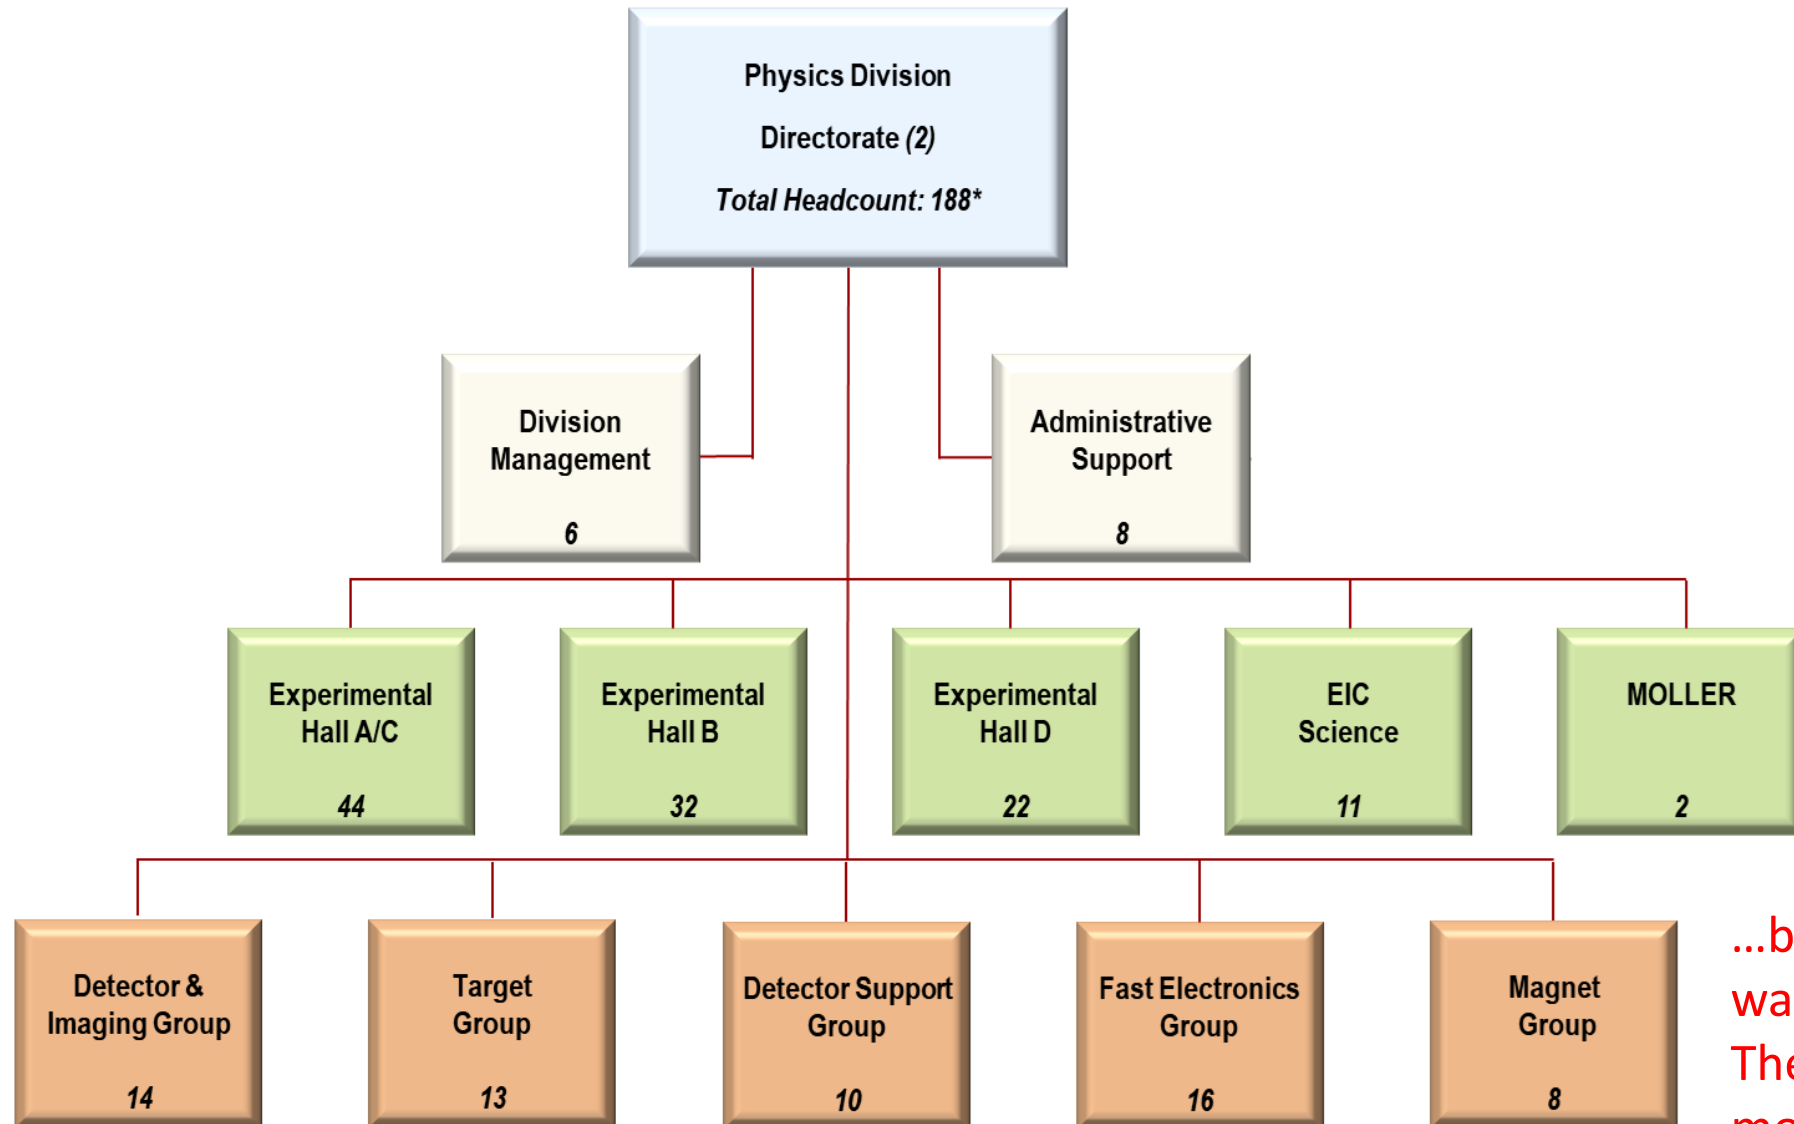 Physics Division
Directorate (2)
Total Headcount: 188*
Division
Management
6
Administrative
Support
8
Experimental
Hall A/C
44
Experimental
Hall B
32
Experimental
Hall D
22
EIC
Science
11
MOLLER
2
Detector &
Imaging Group
14
Target
Group
13
Detector Support
Group
10
Fast Electronics
Group
16
Magnet
Group
8